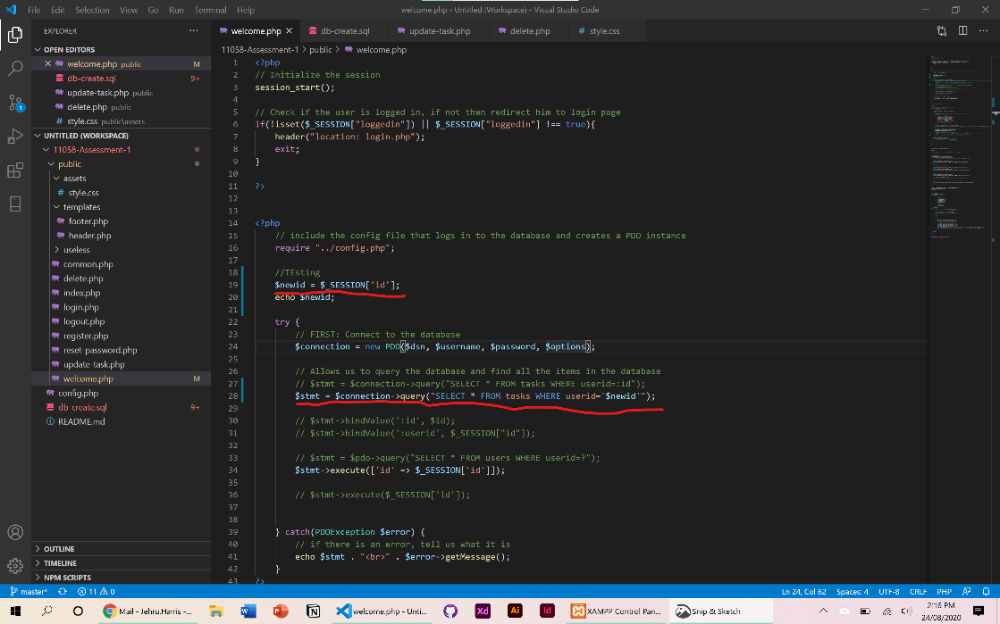 File Edit Selection View Go Run Terminal Help
welcome.php - Untitled (Workspace) - Visual Studio Code
EXPLORER
OPEN EDITORS
welcome.php public M
db-create.sql 9+
update-task.php public
delete.php public
style.css public\assets
UNTITLED (WORKSPACE)
11058-Assessment-1
public
assets
style.css
templates
footer.php
header.php
useless
common.php
delete.php
index.php
login.php
logout.php
register.php
reset-password.php
update-task.php
welcome.php M
config.php
db-create.sql 9+
README.md
OUTLINE
TIMELINE
NPM SCRIPTS
welcome.php db-create.sql update-task.php delete.php # style.css
11058-Assessment-1 > public > welcome.php
1 <?php
2 // Initialize the session
3 session_start();
4
5 // Check if the user is logged in, if not then redirect him to login page
6 if(!isset($_SESSION["loggedin"]) || $_SESSION["loggedin"] !== true){
7 header("location: login.php");
8 exit;
9 }
10
11 ?>
12
13
14 <?php
15 // include the config file that logs in to the database and creates a PDO instance
16 require "../config.php";
17
18 //TEsting
19 $newid = $_SESSION['id'];
20 echo $newid;
21
22 try {
23 // FIRST: Connect to the database
24 $connection = new PDO($dsn, $username, $password, $options);
25
26 // Allows us to query the database and find all the items in the database
27 // $stmt = $connection->query("SELECT * FROM tasks WHERE userid=:id");
28 $stmt = $connection->query("SELECT * FROM tasks WHERE userid='$newid'");
29
30 // $stmt->bindValue(':id', $id);
31 // $stmt->bindValue(':userid', $_SESSION["id"]);
32
33 // $stmt = $pdo->query("SELECT * FROM users WHERE userid=?");
34 $stmt->execute(['id' => $_SESSION['id']]);
35
36 // $stmt->execute($_SESSION['id']);
37
38
39 } catch(PDOException $error) {
40 // if there is an error, tell us what it is
41 echo $stmt . "<br>" . $error->getMessage();
42 }
43 ?>
master* 11 0 Ln 24, Col 62 Spaces: 4 UTF-8 CRLF PHP
Mail - Jehru.Harris -... welcome.php - Unti... XAMPP Control Pan... Snip & Sketch
2:16 PM
24/08/2020